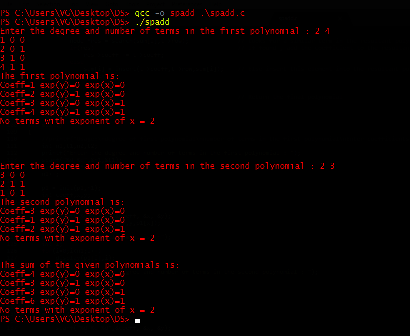 PS C:\Users\VG\Desktop\DS> gcc -o spadd .\spadd.c
PS C:\Users\VG\Desktop\DS> ./spadd
Enter the degree and number of terms in the first polynomial : 2 4
1 0 0
2 0 1
3 1 0
4 1 1
The first polynomial is:
Coeff=1 exp(y)=0 exp(x)=0
Coeff=2 exp(y)=1 exp(x)=0
Coeff=3 exp(y)=0 exp(x)=1
Coeff=4 exp(y)=1 exp(x)=1
No terms with exponent of x = 2
Enter the degree and number of terms in the second polynomial : 2 3
3 0 0
2 1 1
1 0 1
The second polynomial is:
Coeff=3 exp(y)=0 exp(x)=0
Coeff=1 exp(y)=1 exp(x)=0
Coeff=2 exp(y)=1 exp(x)=1
No terms with exponent of x = 2
The sum of the given polynomials is:
Coeff=4 exp(y)=0 exp(x)=0
Coeff=3 exp(y)=1 exp(x)=0
Coeff=3 exp(y)=0 exp(x)=1
Coeff=6 exp(y)=1 exp(x)=1
No terms with exponent of x = 2
PS C:\Users\VG\Desktop\DS>